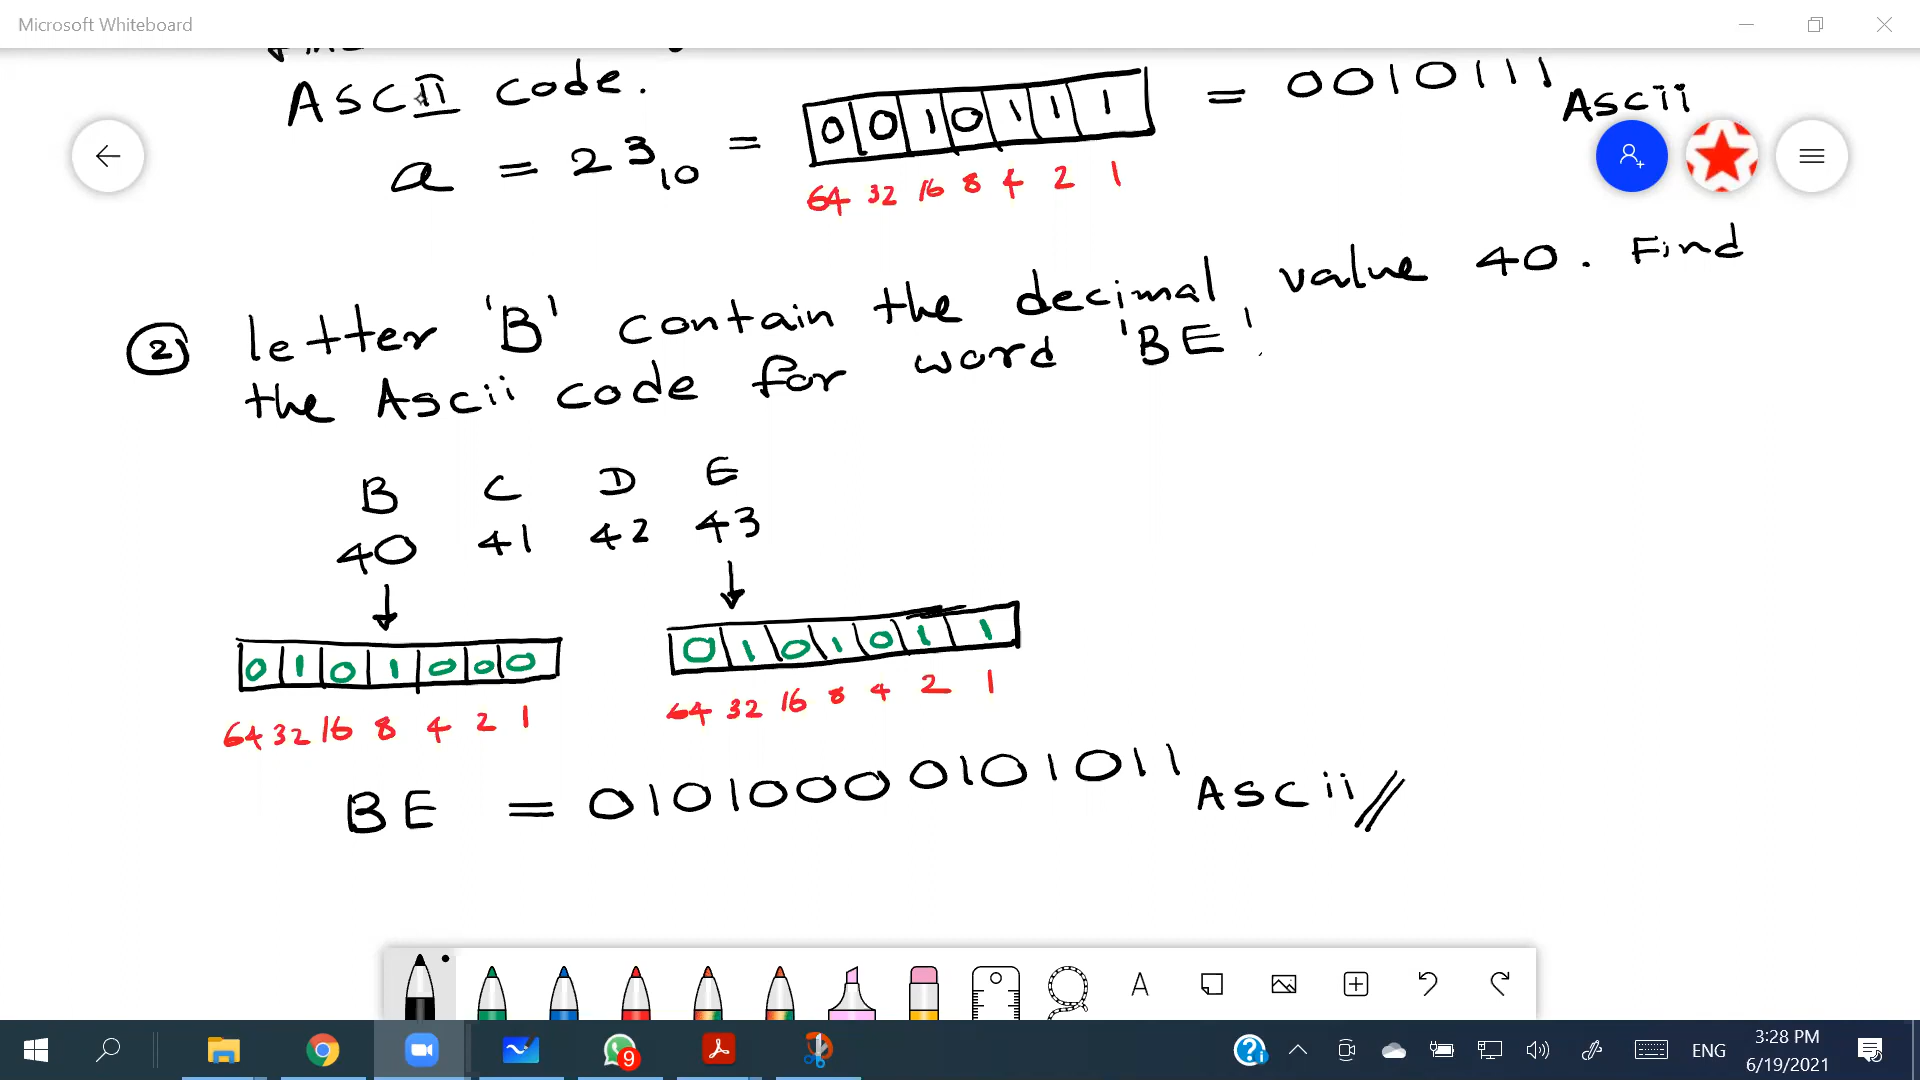 Microsoft Whiteboard
ASCII code.
a = 23₁₀ = 0 0 1 0 1 1 1 = 0010111 Ascii
64 32 16 8 4 2 1
② letter 'B' contain the decimal value 40. Find
the Ascii code for word 'BE'.
B C D E
40 41 42 43
0 1 0 1 0 0 0 0 1 0 1 0 1 1
64 32 16 8 4 2 1 64 32 16 8 4 2 1
BE = 01010000101011 Ascii //
A
9
ENG
3:28 PM
6/19/2021